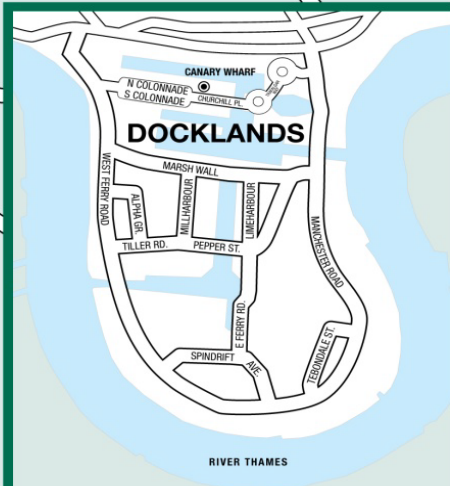 CANARY WHARF
N COLONNADE
S COLONNADE
CHURCHILL PL.
DOCKLANDS
MARSH WALL
WEST FERRY ROAD
ALPHA GR.
MILLHARBOUR
LIMEHARBOUR
MANCHESTER ROAD
TILLER RD.
PEPPER ST.
E FERRY RD.
TEBONDALE ST.
SPINDRIFT
AVE.
RIVER THAMES